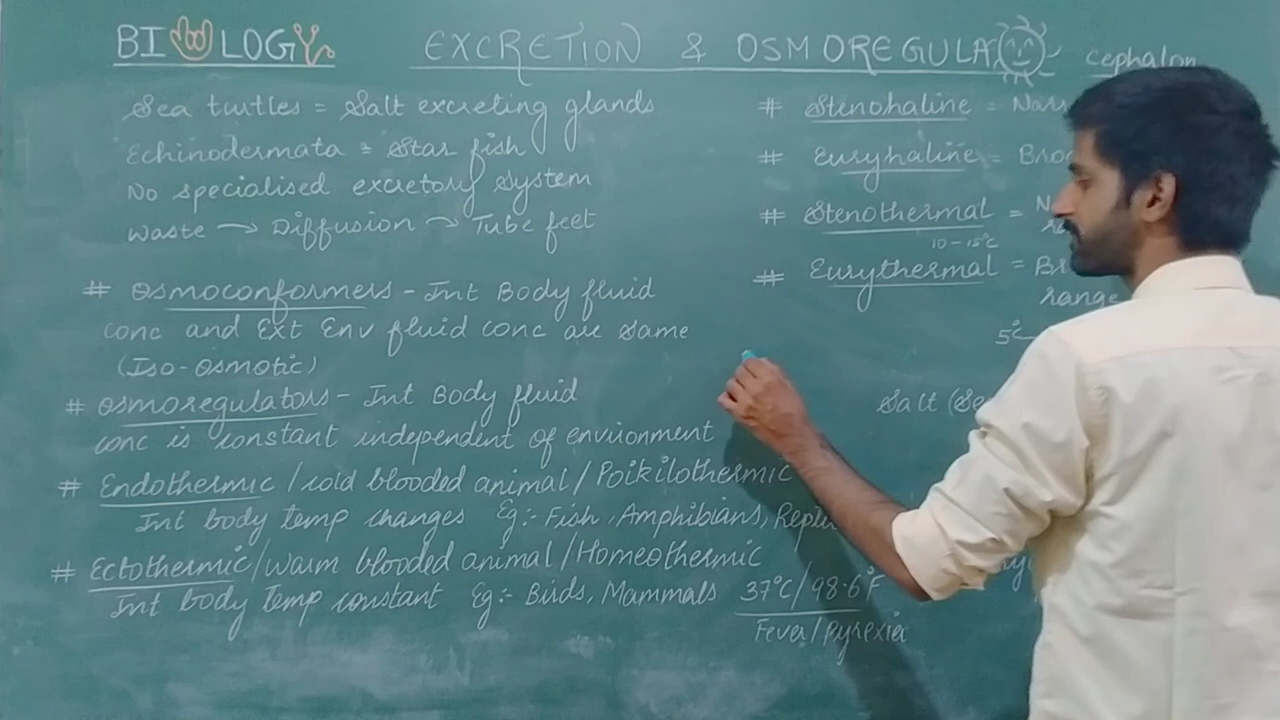 BIOLOGY
EXCRETION & OSMOREGULA
cephalon
Sea turtles = Salt excreting glands
Echinodermata = Star fish
No specialised excretory system
Waste → Diffusion → Tube feet
# Osmoconformers - Int Body fluid
conc and Ext Env fluid conc are same
(Iso-Osmotic)
# Osmoregulators - Int Body fluid
conc is constant independent of environment
# Endothermic / cold blooded animal / Poikilothermic
Int body temp changes Eg:- Fish, Amphibians,
# Ectothermic / warm blooded animal / Homeothermic
Int body temp constant Eg:- Birds, Mammals 37°C / 98.6°F
Fever / Pyrexia
# Stenohaline =
# Euryhaline =
# Stenothermal =
10-15°C
# Eurythermal =
range
5°C
Salt